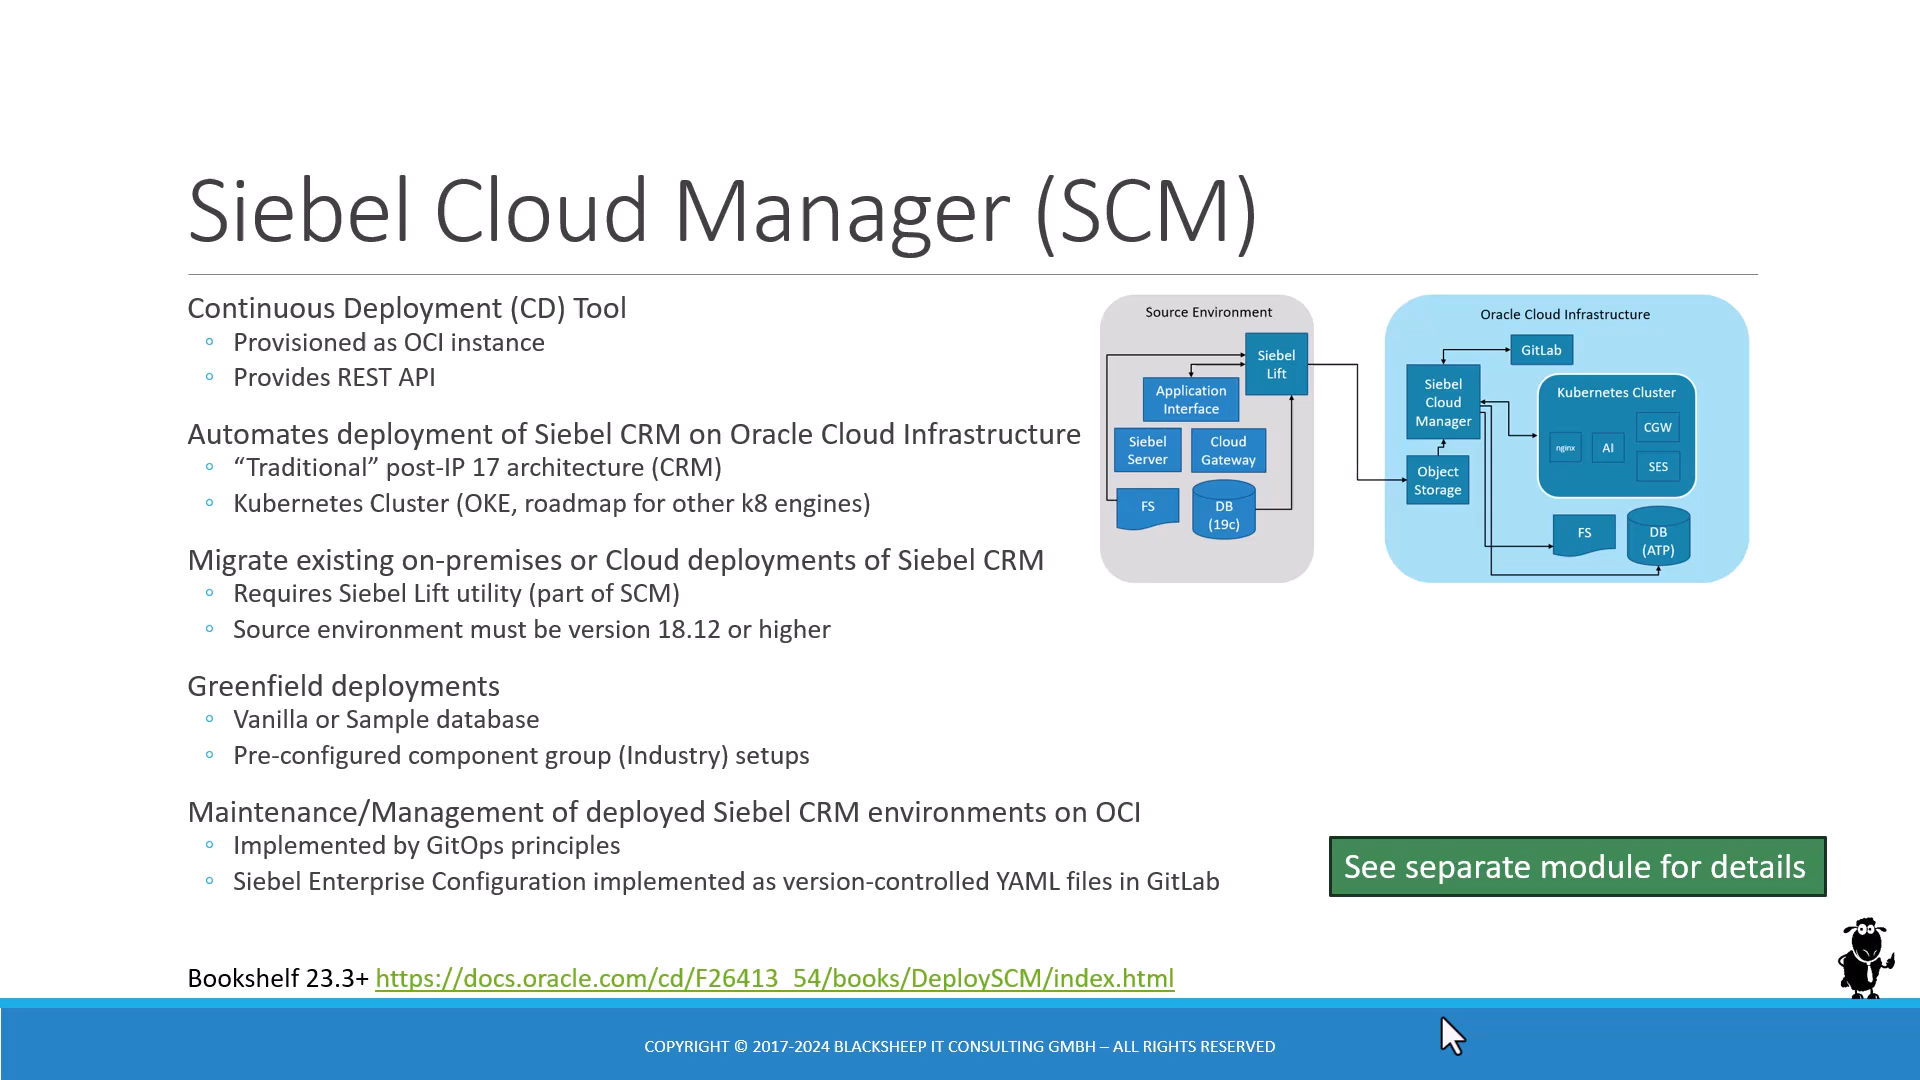 Siebel Cloud Manager (SCM)
Continuous Deployment (CD) Tool
Provisioned as OCI instance
Provides REST API
Automates deployment of Siebel CRM on Oracle Cloud Infrastructure
“Traditional” post-IP 17 architecture (CRM)
Kubernetes Cluster (OKE, roadmap for other k8 engines)
Migrate existing on-premises or Cloud deployments of Siebel CRM
Requires Siebel Lift utility (part of SCM)
Source environment must be version 18.12 or higher
Greenfield deployments
Vanilla or Sample database
Pre-configured component group (Industry) setups
Maintenance/Management of deployed Siebel CRM environments on OCI
Implemented by GitOps principles
Siebel Enterprise Configuration implemented as version-controlled YAML files in GitLab
Source Environment
Siebel
Lift
Application
Interface
Siebel
Server
Cloud
Gateway
FS
DB
(19c)
Oracle Cloud Infrastructure
GitLab
Siebel
Cloud
Manager
Object
Storage
Kubernetes Cluster
nginx
AI
CGW
SES
FS
DB
(ATP)
See separate module for details
Bookshelf 23.3+ https://docs.oracle.com/cd/F26413_54/books/DeploySCM/index.html
COPYRIGHT © 2017-2024 BLACKSHEEP IT CONSULTING GMBH – ALL RIGHTS RESERVED